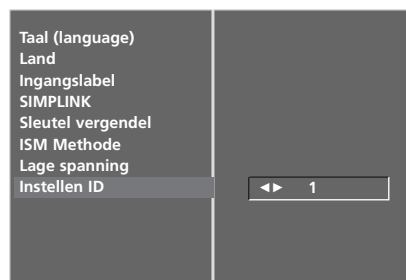 Taal (language)
Land
Ingangslabel
SIMPLINK
Sleutel vergendel
ISM Methode
Lage spanning
Instellen ID
◄► 1